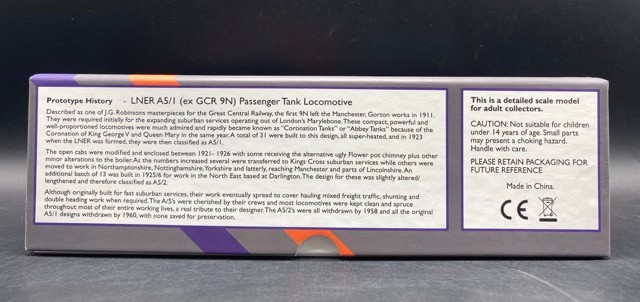 Prototype History - LNER A5/1 (ex GCR 9N) Passenger Tank Locomotive
Described as one of J.G. Robinsons masterpieces for the Great Central Railway, the first 9N left the Manchester, Gorton works in 1911.
They were required initially for the expanding suburban services operating out of London's Marylebone. These compact, powerful and
well-proportioned locomotives were much admired and rapidly became known as "Coronation Tanks" or "Abbey Tanks" because of the
Coronation of King George V and Queen Mary in the same year. A total of 31 were built to this design, all super-heated, and in 1923
when the LNER was formed, they were then classified as A5/1.
The open cabs were modified and enclosed between 1921- 1926 with some receiving the alternative ugly Flower pot chimney plus other
minor alterations to the boiler. As the numbers increased several were transferred to Kings Cross suburban services while others were
moved to work in Northamptonshire, Nottinghamshire, Yorkshire and latterly, reaching Manchester and parts of Lincolnshire. An
additional batch of 13 was built in 1925/6 for work in the North East based at Darlington. The design for these was slightly altered/
lengthened and therefore classified as A5/2.
Although originally built for fast suburban services, their work eventually spread to cover hauling mixed freight traffic, shunting and
double heading work when required. The A/5's were cherished by their crews and most locomotives were kept clean and spruce
throughout most of their entire working lives, a real tribute to their designer. The A5/2's were all withdrawn by 1958 and all the original
A5/1 designs withdrawn by 1960, with none saved for preservation.
This is a detailed scale model
for adult collectors.
CAUTION: Not suitable for children
under 14 years of age. Small parts
may present a choking hazard.
Handle with care.
PLEASE RETAIN PACKAGING FOR
FUTURE REFERENCE
Made in China.
CE